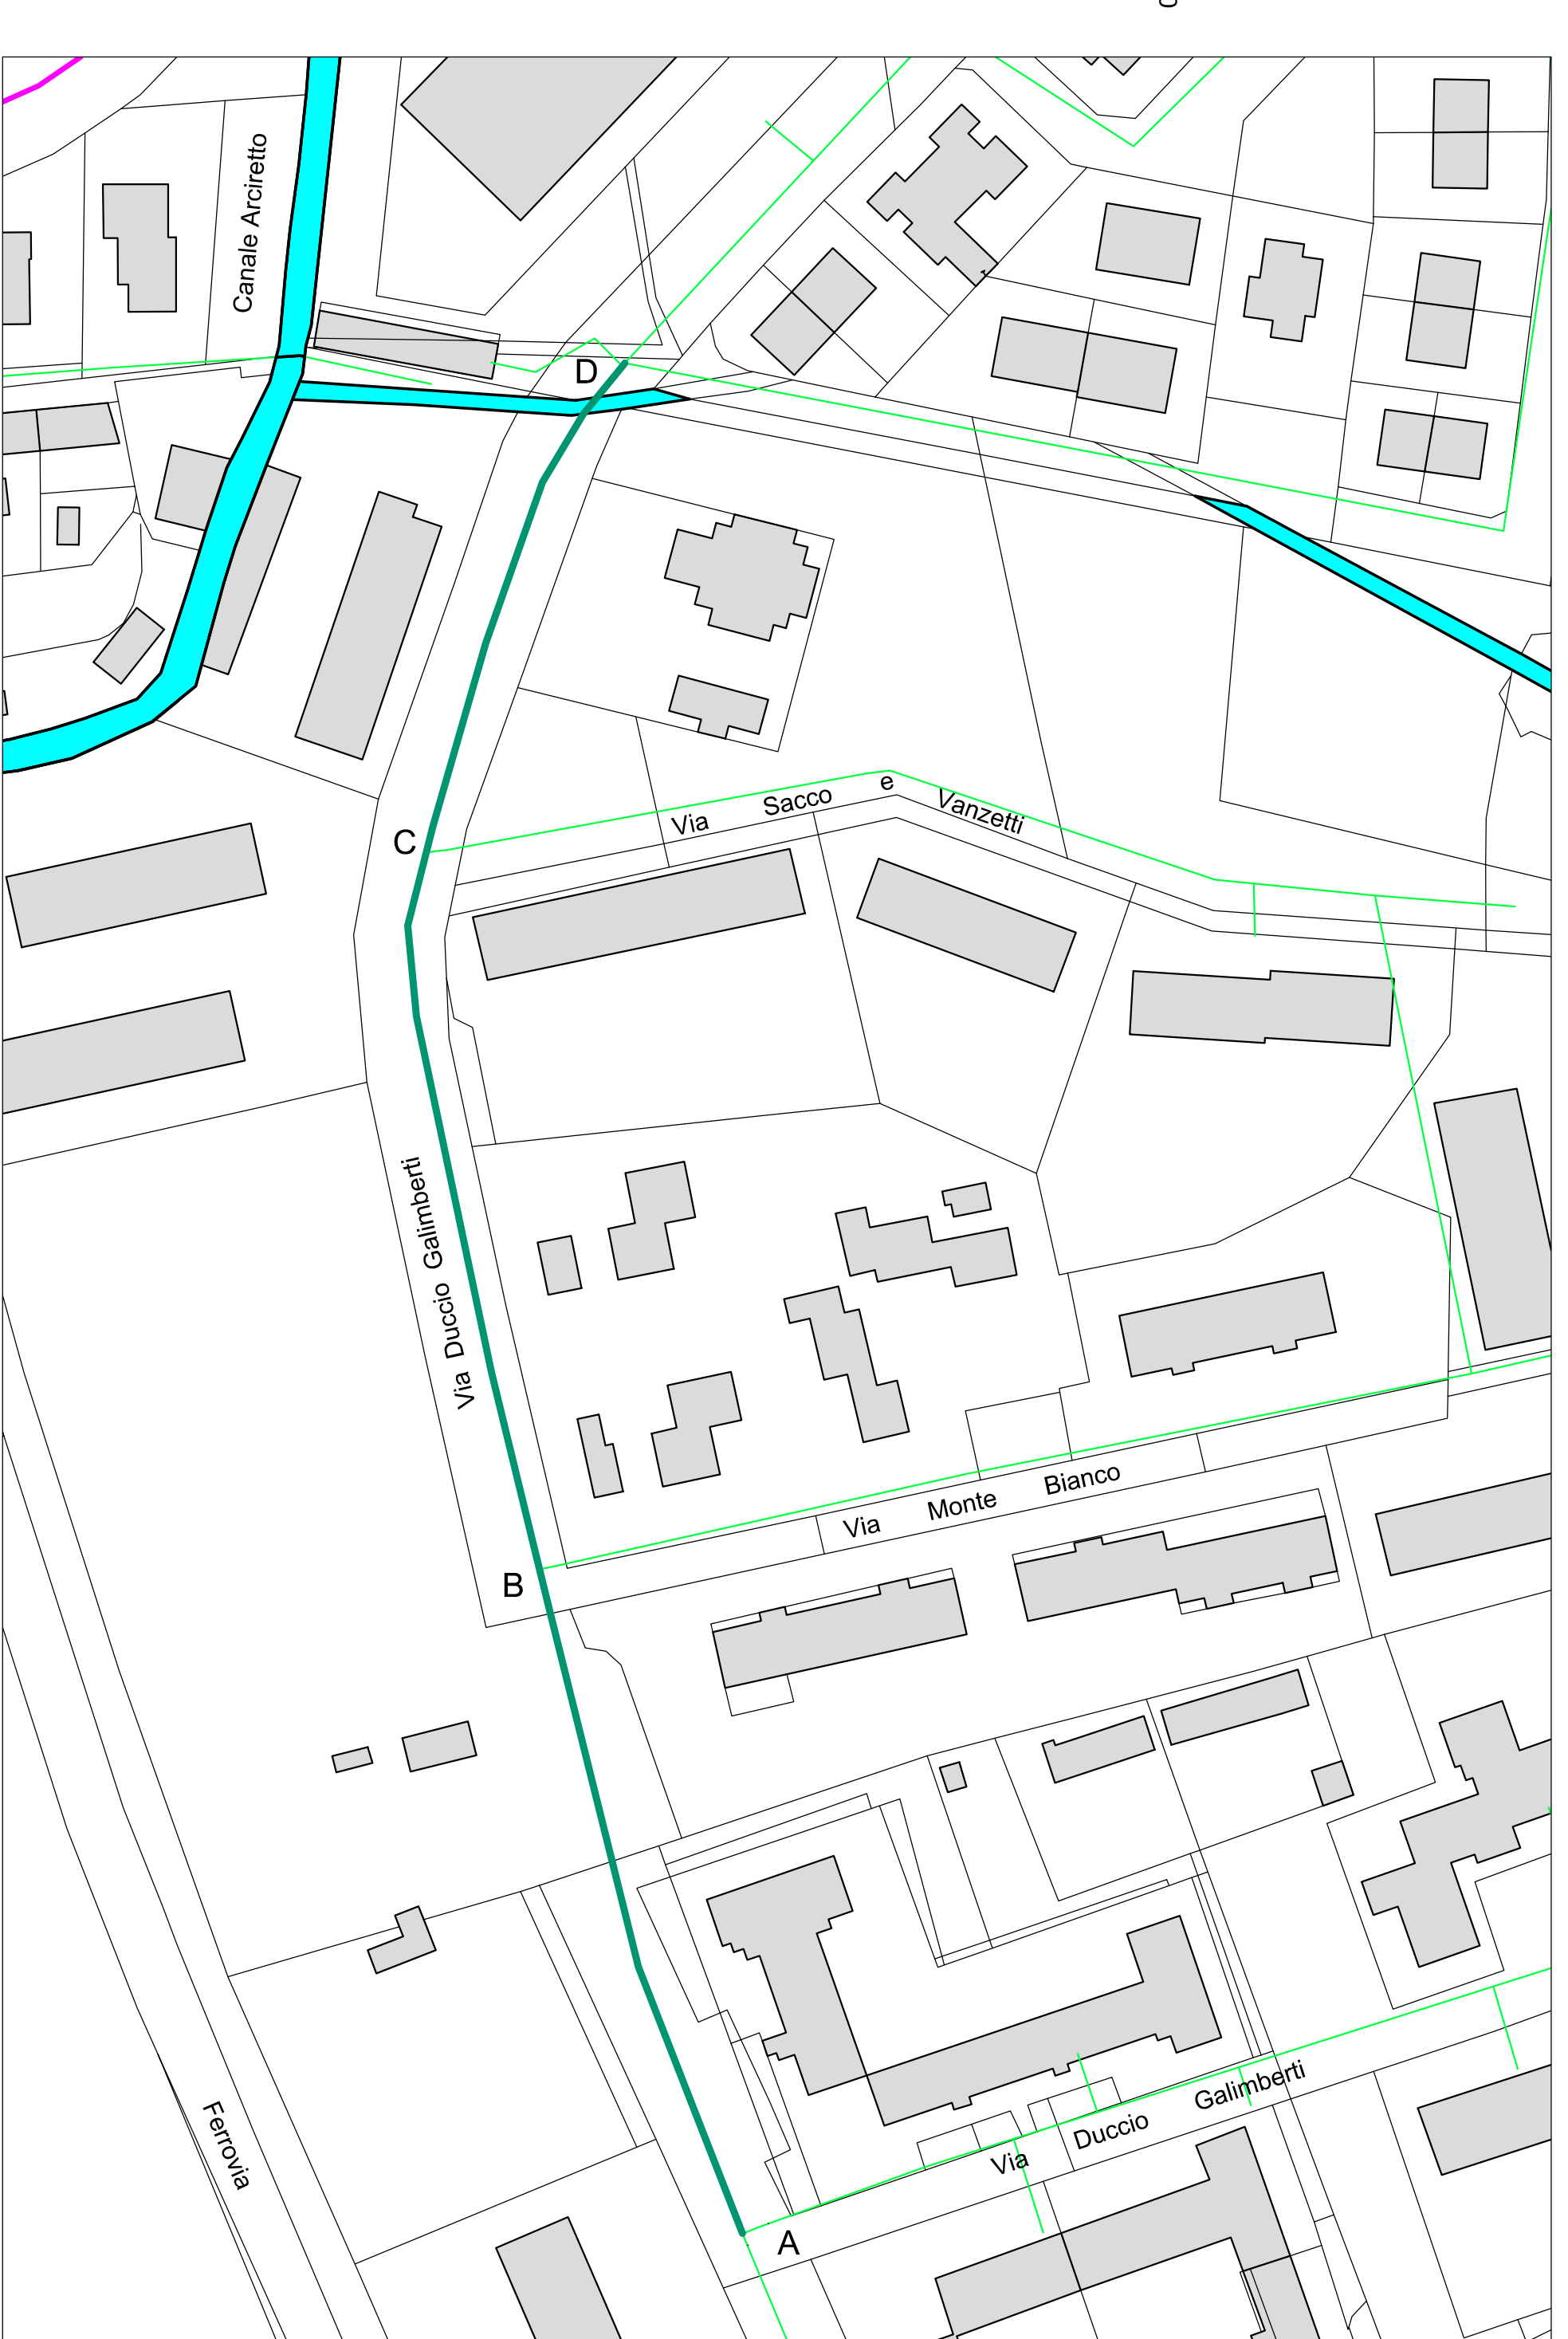 Canale Arciretto
D
Via Sacco e Vanzetti
C
Via Duccio Galimberti
Via Monte Bianco
B
Via Duccio Galimberti
Ferrovia
A